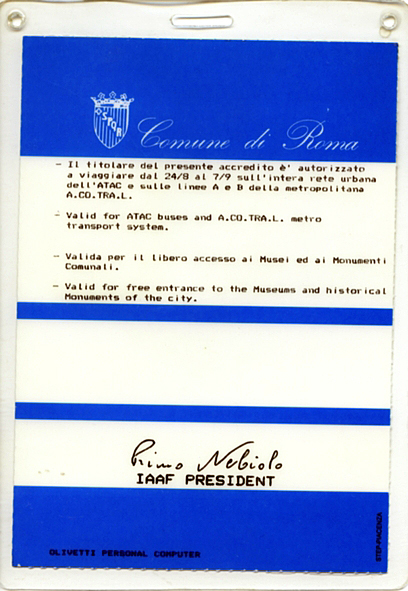 SPQR
Comune di Roma
- Il titolare del presente accredito è' autorizzato
a viaggiare dal 24/8 al 7/9 sull'intera rete urbana
dell'ATAC e sulle linee A e B della metropolitana
A.CO.TRA.L.
- Valid for ATAC buses and A.CO.TRA.L. metro
transport system.
- Valida per il libero accesso ai Musei ed ai Monumenti
Comunali.
- Valid for free entrance to the Museums and historical
Monuments of the city.
Primo Nebiolo
IAAF PRESIDENT
OLIVETTI PERSONAL COMPUTER
STEP-PIACENZA